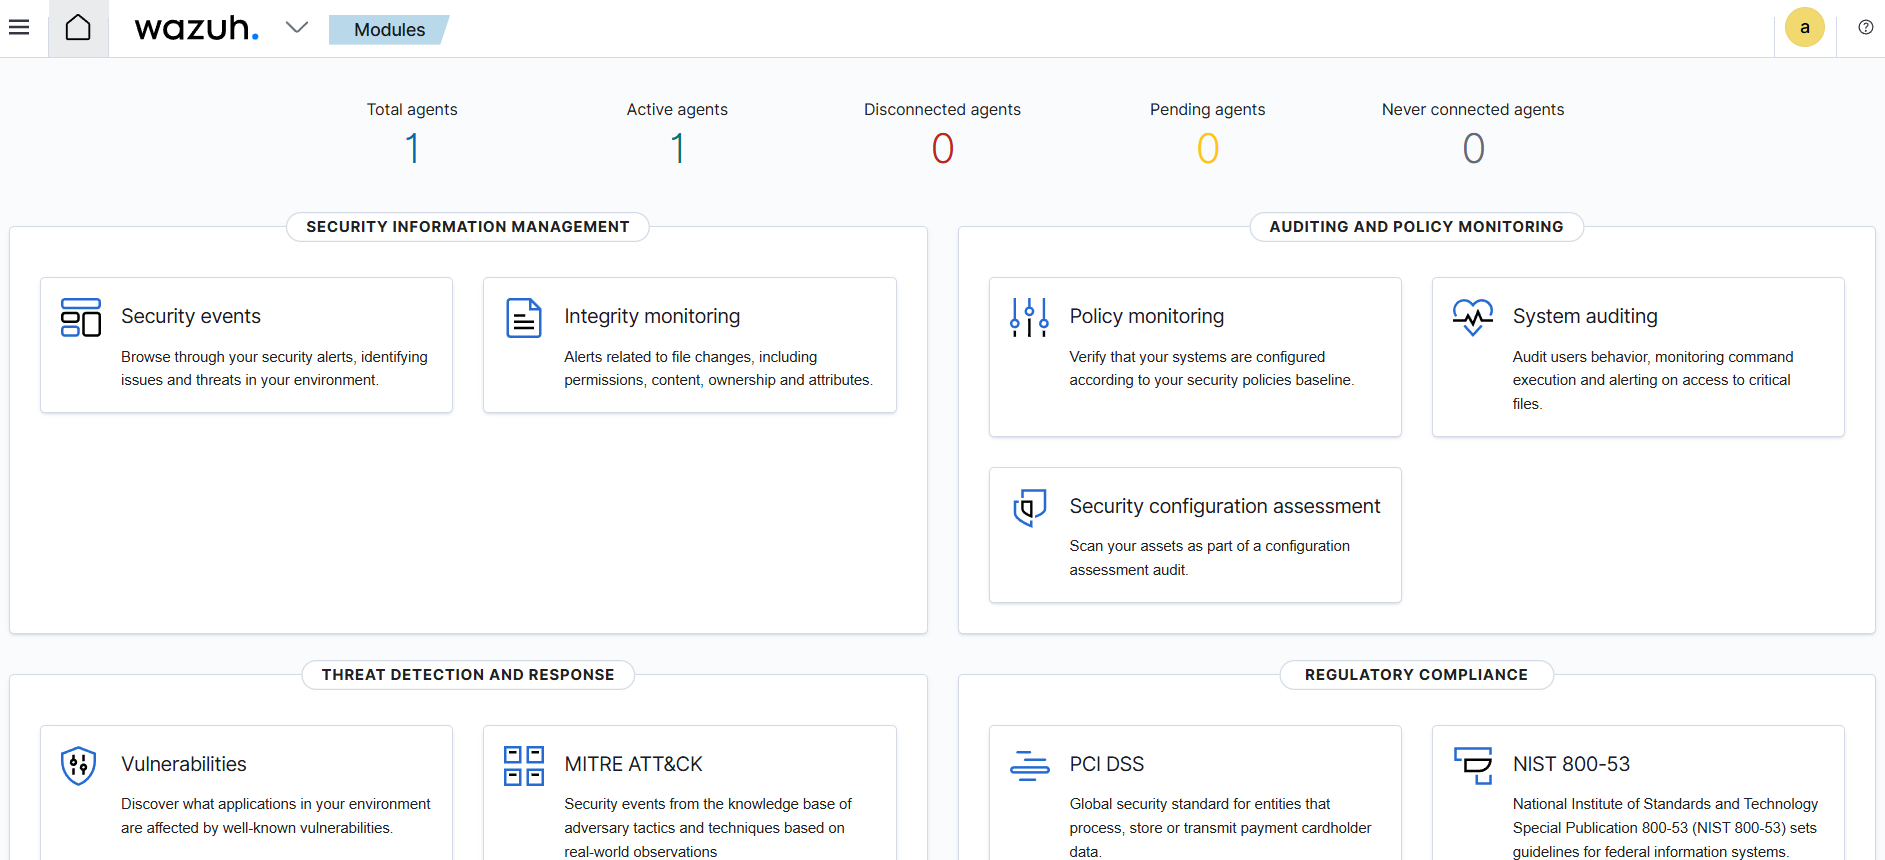 wazuh.
Modules
a
Total agents
1
Active agents
1
Disconnected agents
0
Pending agents
0
Never connected agents
0
SECURITY INFORMATION MANAGEMENT
Security events
Browse through your security alerts, identifying
issues and threats in your environment.
Integrity monitoring
Alerts related to file changes, including
permissions, content, ownership and attributes.
AUDITING AND POLICY MONITORING
Policy monitoring
Verify that your systems are configured
according to your security policies baseline.
System auditing
Audit users behavior, monitoring command
execution and alerting on access to critical
files.
Security configuration assessment
Scan your assets as part of a configuration
assessment audit.
THREAT DETECTION AND RESPONSE
Vulnerabilities
Discover what applications in your environment
are affected by well-known vulnerabilities.
MITRE ATT&CK
Security events from the knowledge base of
adversary tactics and techniques based on
real-world observations
REGULATORY COMPLIANCE
PCI DSS
Global security standard for entities that
process, store or transmit payment cardholder
data.
NIST 800-53
National Institute of Standards and Technology
Special Publication 800-53 (NIST 800-53) sets
guidelines for federal information systems.